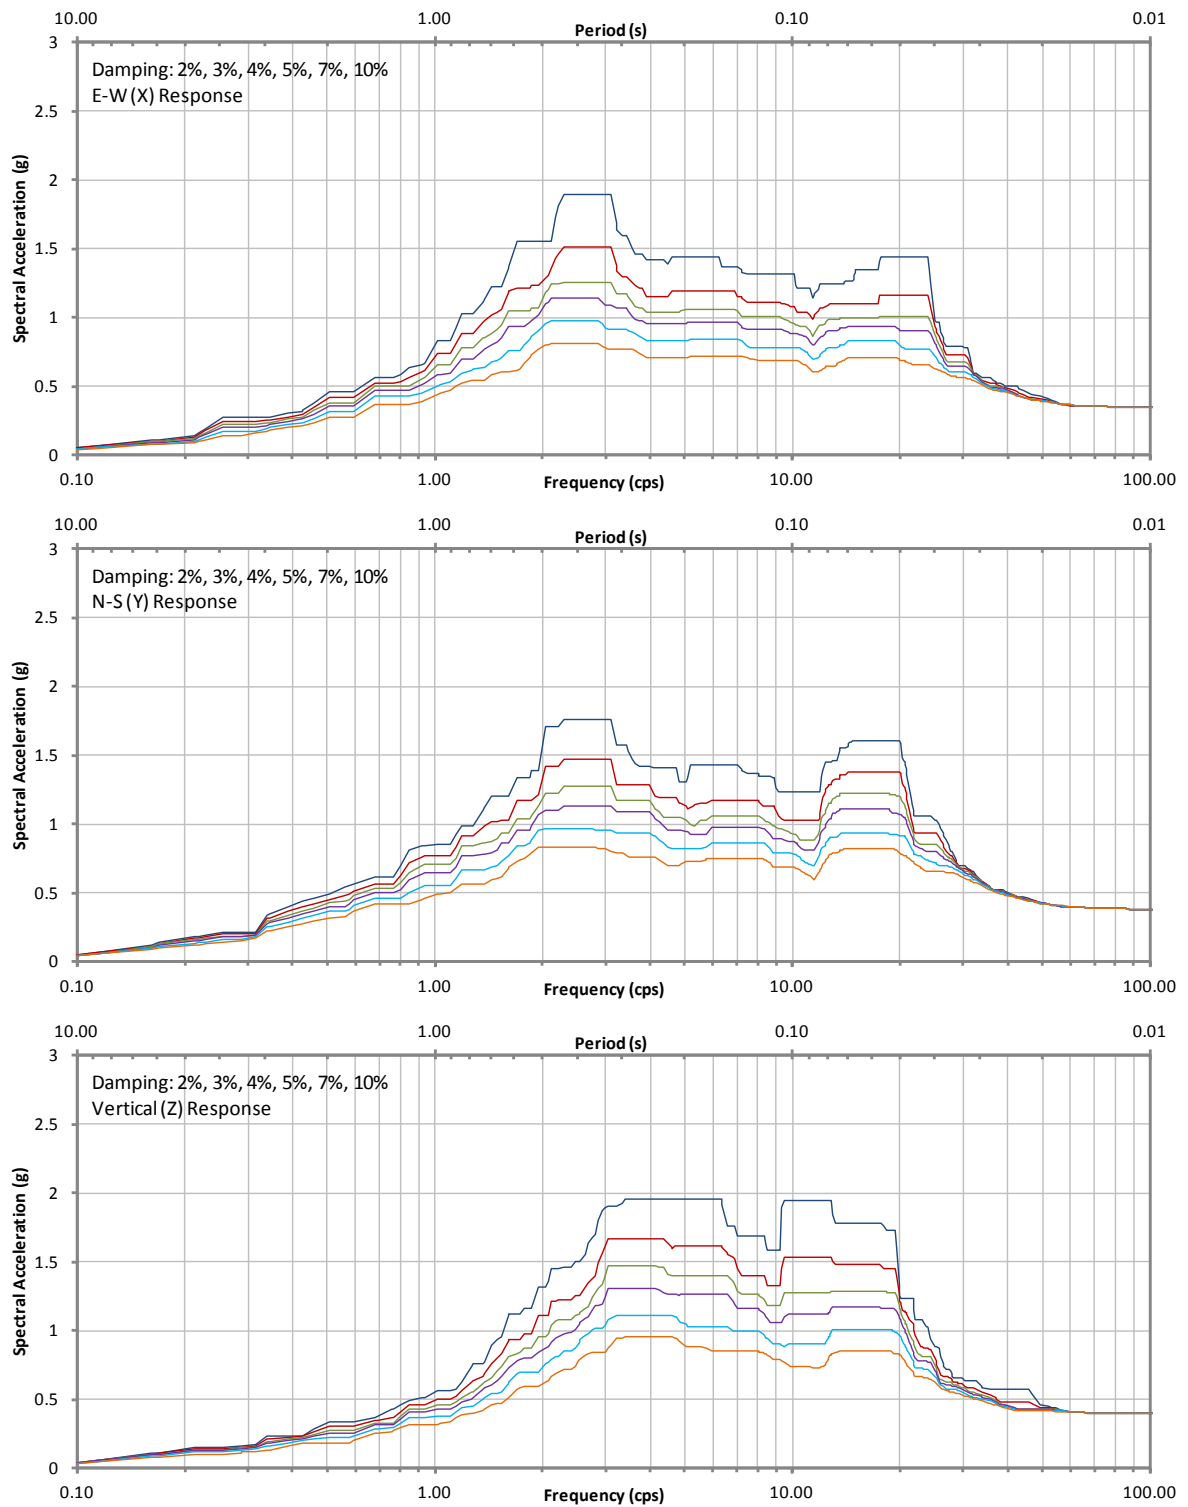 10.00 1.00 0.10 0.01
Period (s)
3
Damping: 2%, 3%, 4%, 5%, 7%, 10%
E-W (X) Response
2.5
2
1.5
1
0.5
0
Spectral Acceleration (g)
0.10 1.00 10.00 100.00
Frequency (cps)
10.00 1.00 0.10 0.01
Period (s)
3
Damping: 2%, 3%, 4%, 5%, 7%, 10%
N-S (Y) Response
2.5
2
1.5
1
0.5
0
Spectral Acceleration (g)
0.10 1.00 10.00 100.00
Frequency (cps)
10.00 1.00 0.10 0.01
Period (s)
3
Damping: 2%, 3%, 4%, 5%, 7%, 10%
Vertical (Z) Response
2.5
2
1.5
1
0.5
0
Spectral Acceleration (g)
0.10 1.00 10.00 100.00
Frequency (cps)